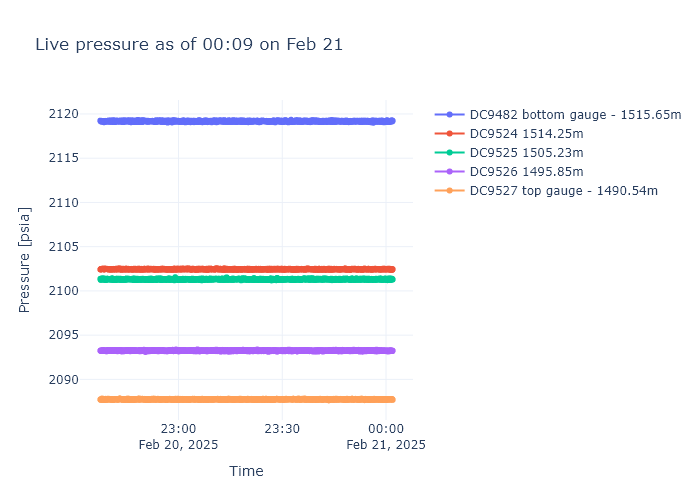 Live pressure as of 00:09 on Feb 21
DC9482 bottom gauge - 1515.65m
DC9524 1514.25m
DC9525 1505.23m
DC9526 1495.85m
DC9527 top gauge - 1490.54m
Pressure [psia]
2120
2115
2110
2105
2100
2095
2090
23:00
Feb 20, 2025
23:30
00:00
Feb 21, 2025
Time